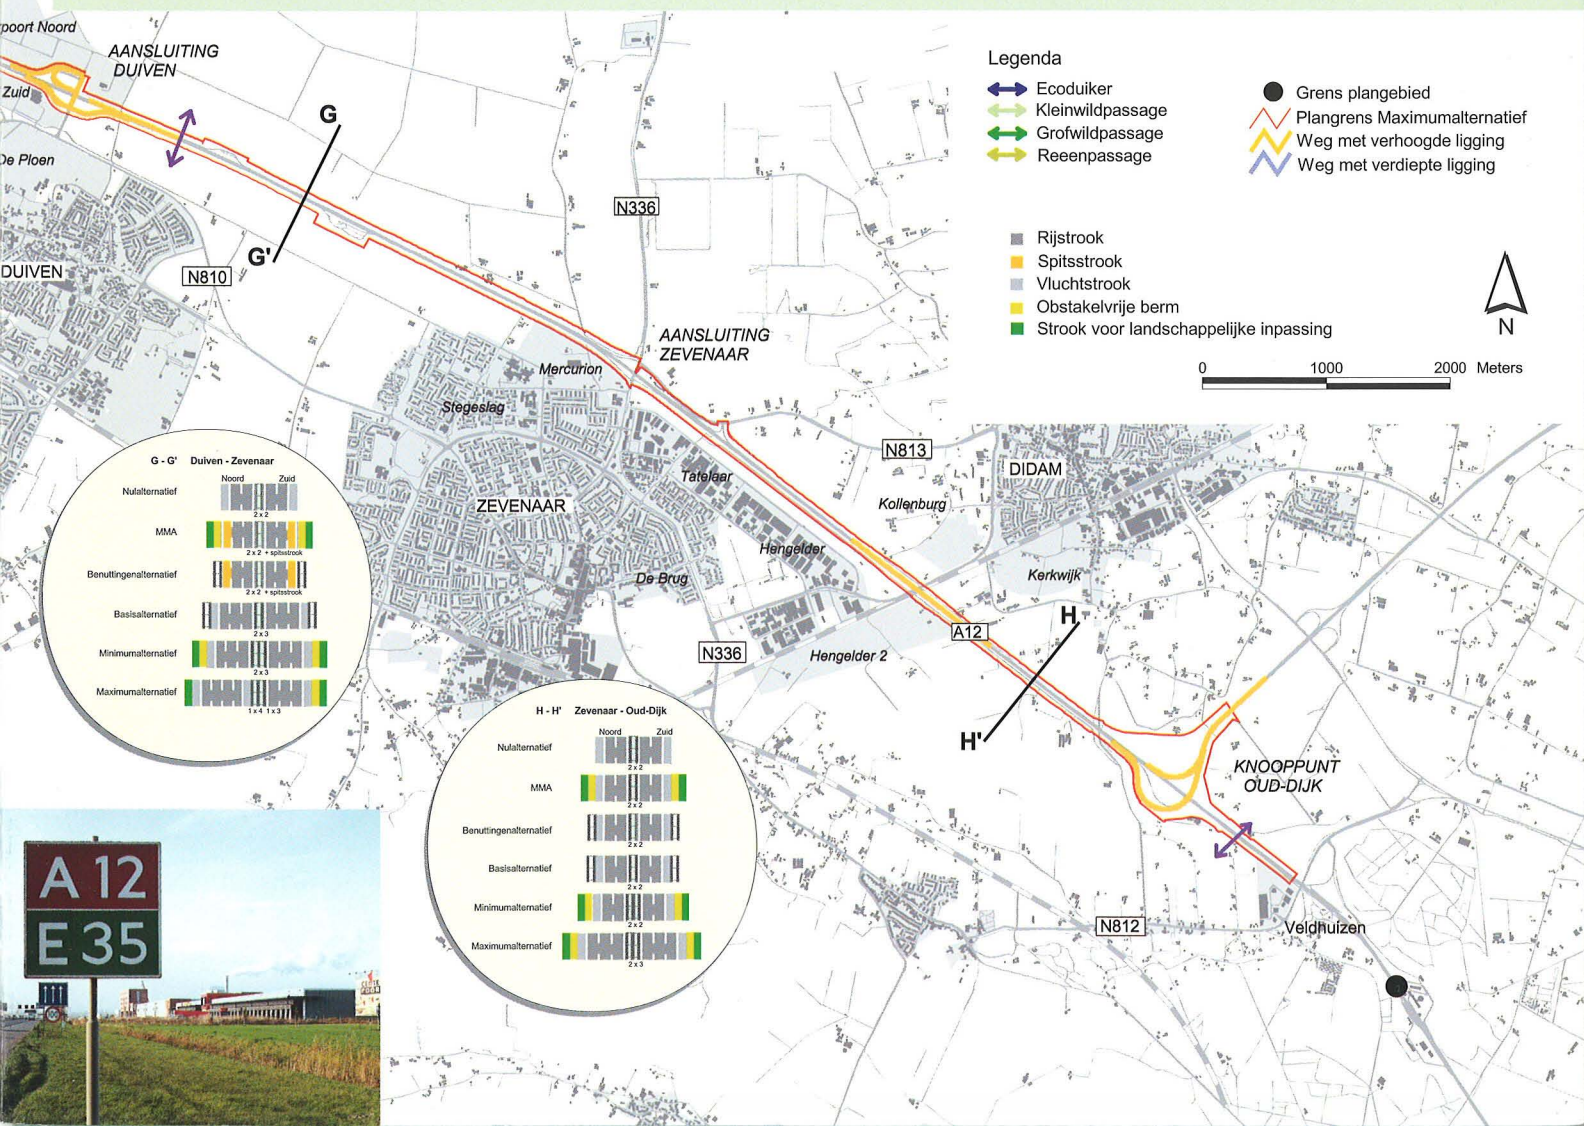 poort Noord
AANSLUITING
DUIVEN
Zuid
De Ploen
DUIVEN
N810
G
G'
N336
AANSLUITING
ZEVENAAR
Mercurion
Stegeslag
Tatelaar
ZEVENAAR
Hengelder
De Brug
N336
Hengelder 2
N813
DIDAM
Kollenburg
Kerkwijk
A12
H
H'
KNOOPPUNT
OUD-DIJK
N812
Veldhuizen
Legenda
Ecoduiker
Kleinwildpassage
Grofwildpassage
Reeenpassage
Grens plangebied
Plangrens Maximumalternatief
Weg met verhoogde ligging
Weg met verdiepte ligging
Rijstrook
Spitsstrook
Vluchtstrook
Obstakelvrije berm
Strook voor landschappelijke inpassing
N
0 1000 2000 Meters
G - G' Duiven - Zevenaar
Noord Zuid
Nulalternatief
2 x 2
MMA
2 x 2 + spitsstrook
Benuttingenalternatief
2 x 2 + spitsstrook
Basisalternatief
2 x 3
Minimumalternatief
2 x 3
Maximumalternatief
1 x 4 1 x 3
H - H' Zevenaar - Oud-Dijk
Noord Zuid
Nulalternatief
2 x 2
MMA
2 x 2
Benuttingenalternatief
2 x 2
Basisalternatief
2 x 2
Minimumalternatief
2 x 2
Maximumalternatief
2 x 3
A 12
E 35